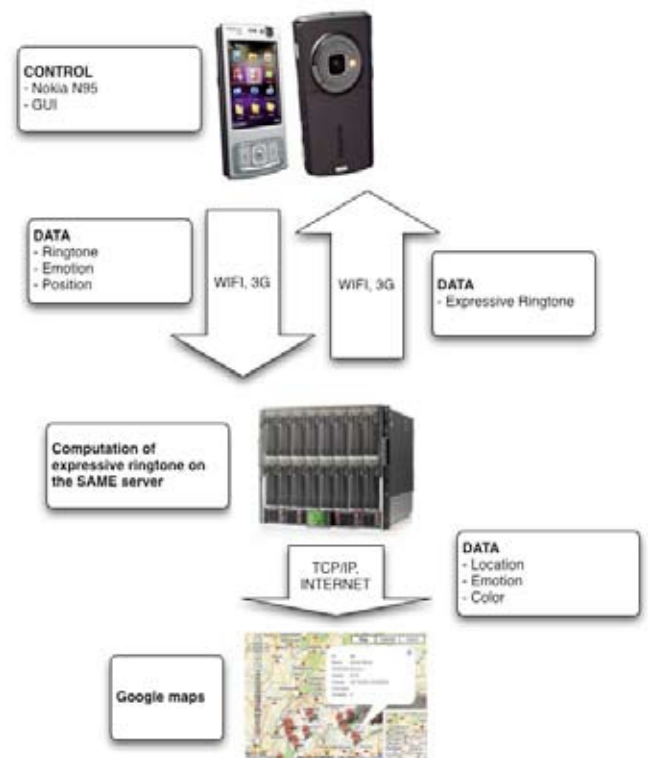 CONTROL
- Nokia N95
- GUI
DATA
- Ringtone
- Emotion
- Position
WIFI, 3G
WIFI, 3G
DATA
- Expressive Ringtone
Computation of
expressive ringtone on
the SAME server
TCP/IP,
INTERNET
DATA
- Location
- Emotion
- Color
Google maps